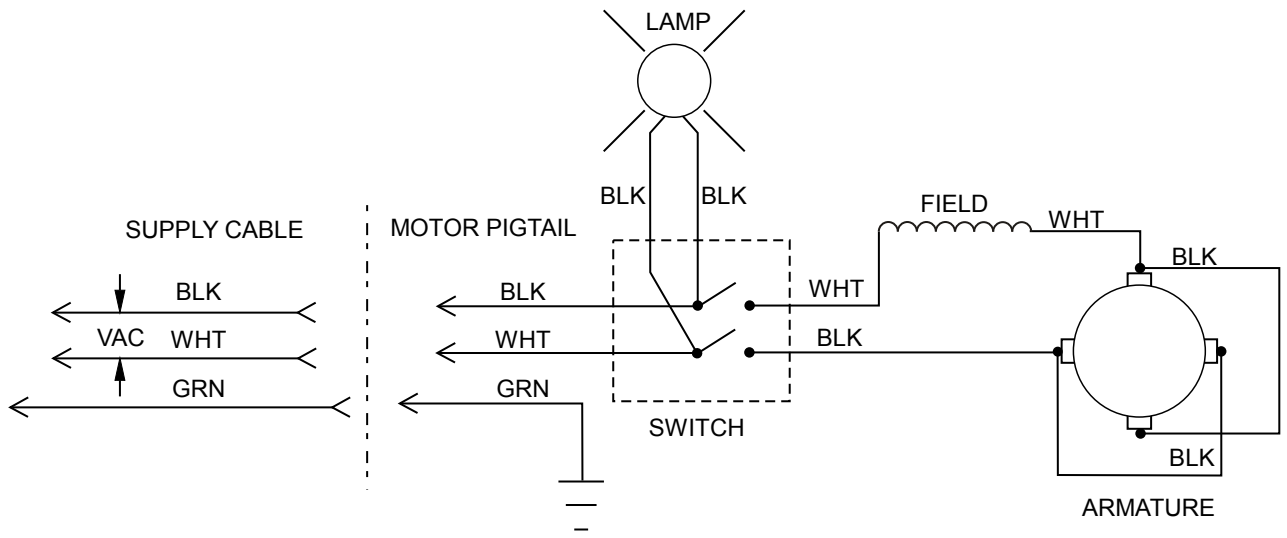 LAMP
BLK
BLK
FIELD
WHT
SUPPLY CABLE
MOTOR PIGTAIL
BLK
BLK
BLK
WHT
VAC
WHT
WHT
BLK
GRN
GRN
SWITCH
BLK
ARMATURE